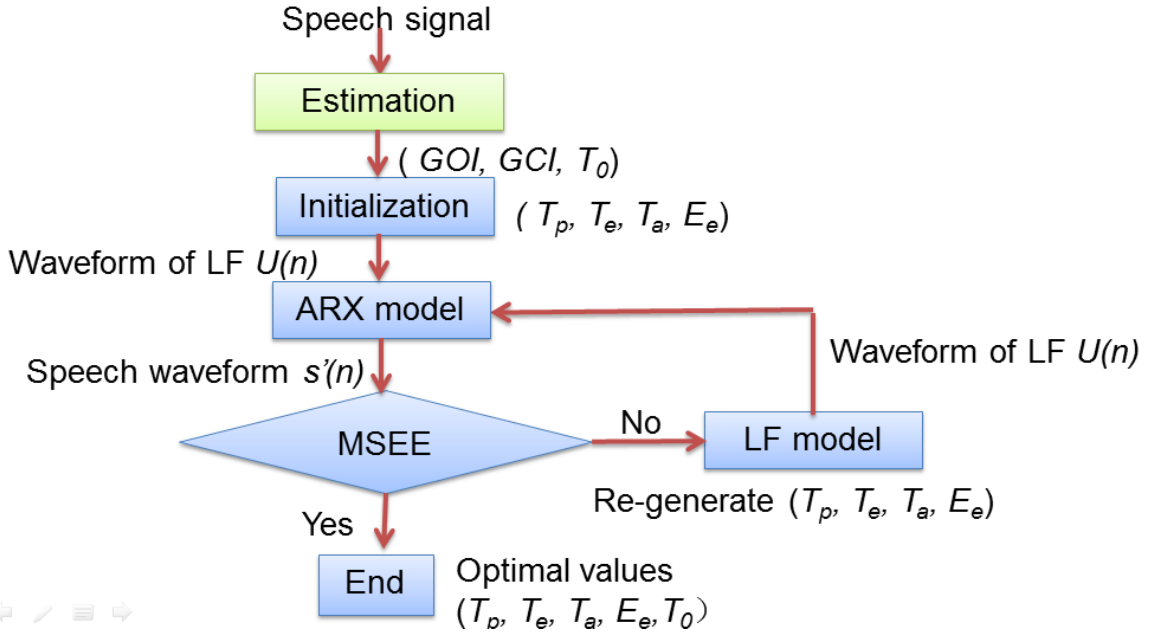 Speech signal
Estimation
( GOI, GCI, T0)
Initialization
( Tp, Te, Ta, Ee)
Waveform of LF U(n)
ARX model
Waveform of LF U(n)
Speech waveform s’(n)
No
MSEE
LF model
Re-generate (Tp, Te, Ta, Ee)
Yes
End
Optimal values
(Tp, Te, Ta, Ee,T0）